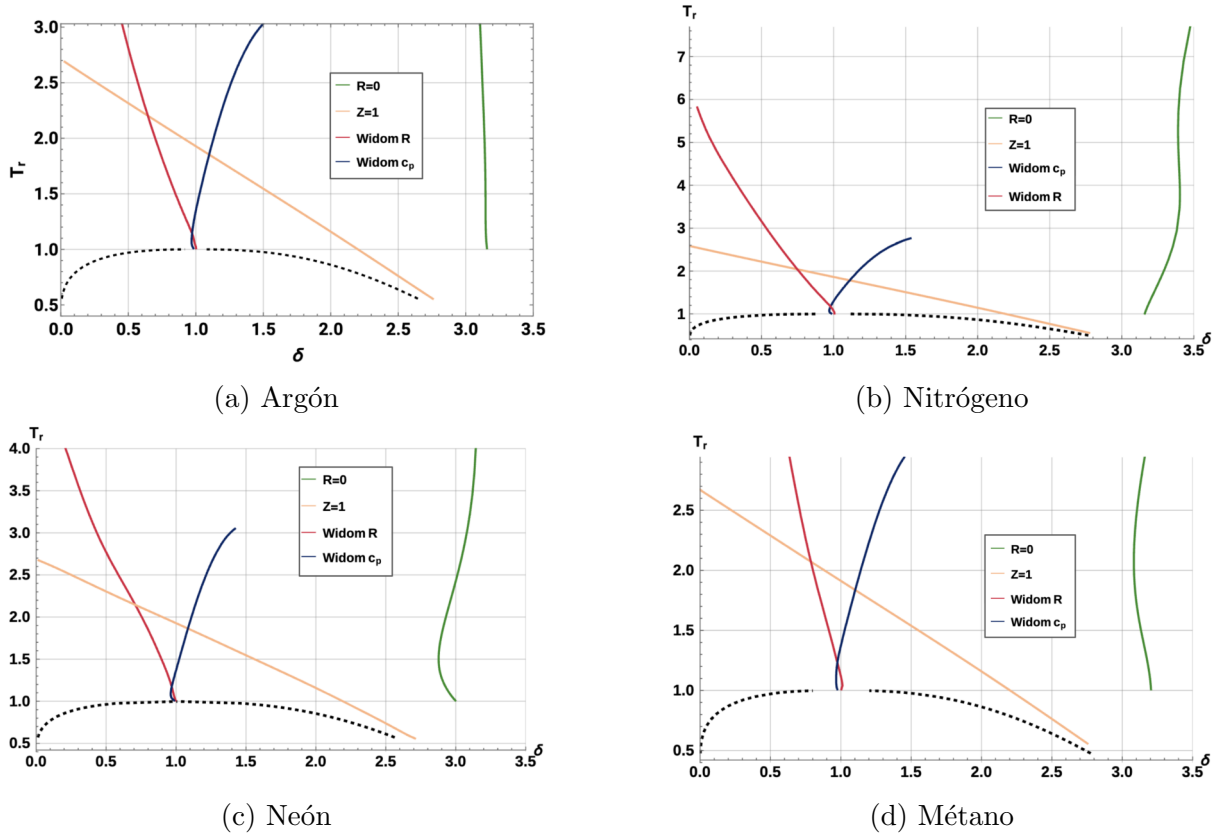 T_r
3.0
2.5
2.0
1.5
1.0
0.5
0.0 0.5 1.0 1.5 2.0 2.5 3.0 3.5
δ
R=0
Z=1
Widom R
Widom c_p
(a) Argón
T_r
7
6
5
4
3
2
1
0.0 0.5 1.0 1.5 2.0 2.5 3.0 3.5
δ
R=0
Z=1
Widom c_p
Widom R
(b) Nitrógeno
T_r
4.0
3.5
3.0
2.5
2.0
1.5
1.0
0.5
0.0 0.5 1.0 1.5 2.0 2.5 3.0 3.5
δ
R=0
Z=1
Widom R
Widom c_p
(c) Neón
T_r
2.5
2.0
1.5
1.0
0.5
0.0 0.5 1.0 1.5 2.0 2.5 3.0 3.5
δ
R=0
Z=1
Widom R
Widom c_p
(d) Métano